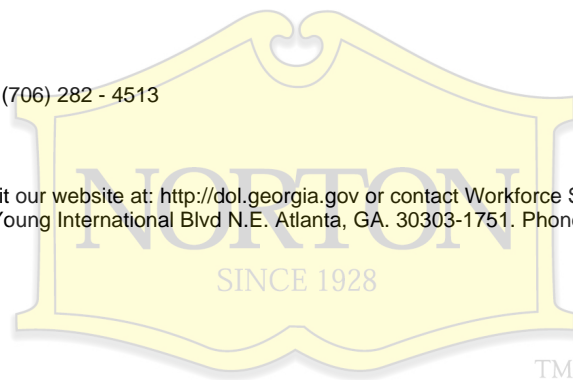 (706) 282 - 4513
it our website at: http://dol.georgia.gov or contact Workforce S
Young International Blvd N.E. Atlanta, GA. 30303-1751. Phone
NORTON
SINCE 1928
TM